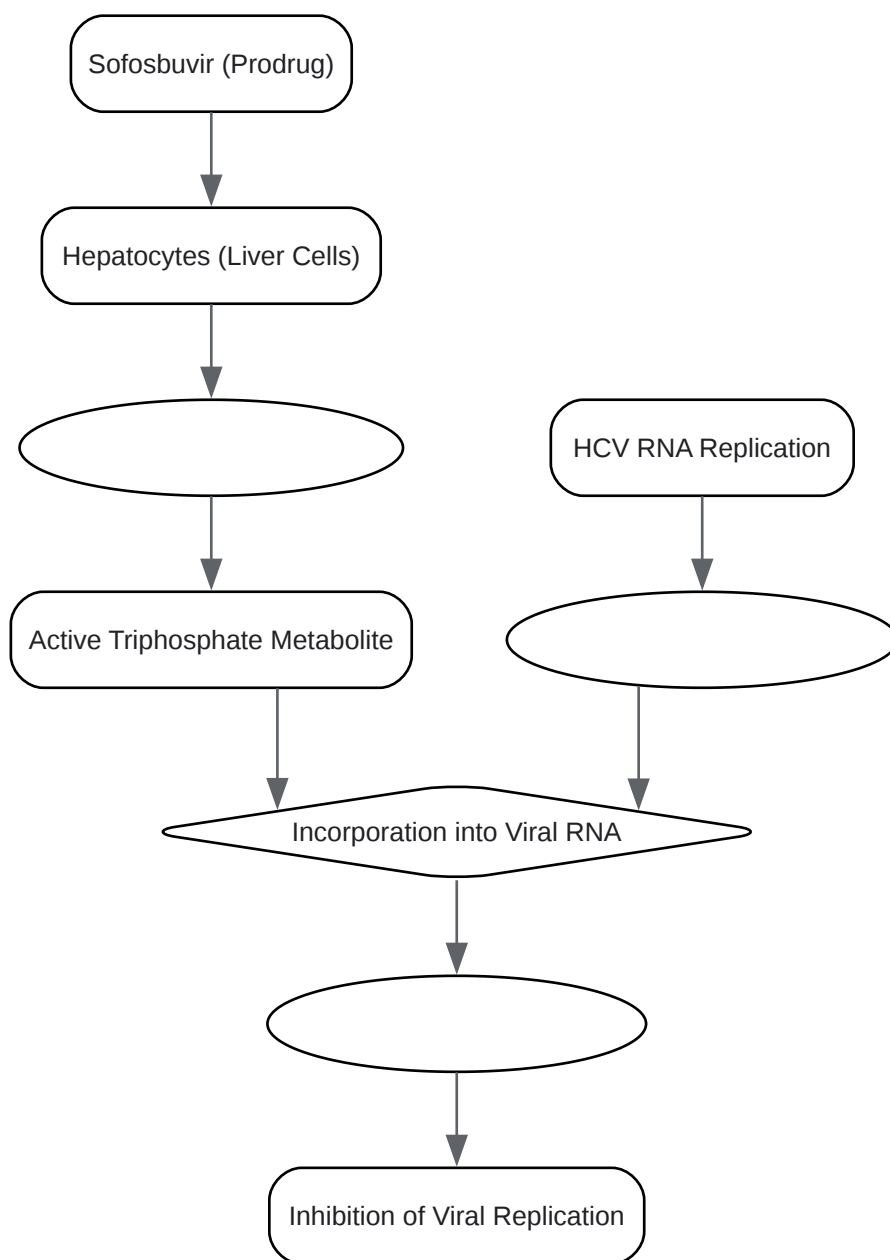 Sofosbuvir (Prodrug)
Hepatocytes (Liver Cells)
HCV RNA Replication
Active Triphosphate Metabolite
Incorporation into Viral RNA
Inhibition of Viral Replication